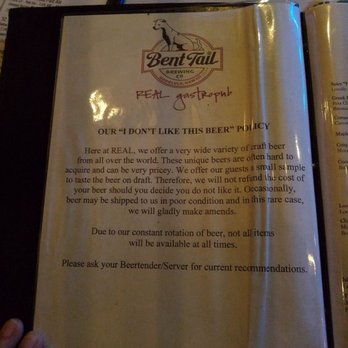 Bent Tail
BREWING
CO
REAL gastropub
OUR "I DON'T LIKE THIS BEER" POLICY
Here at REAL, we offer a very wide variety of craft beer
from all over the world. These unique beers are often hard to
acquire and can be very pricey. We offer our guests a small sample
to taste the beer on draft. Therefore, we will not refund the cost of
your beer should you decide you do not like it. Occasionally,
beer may be shipped to us in poor condition and in this rare case,
we will gladly make amends.
Due to our constant rotation of beer, not all items
will be available at all times.
Please ask your Beertender/Server for current recommendations.